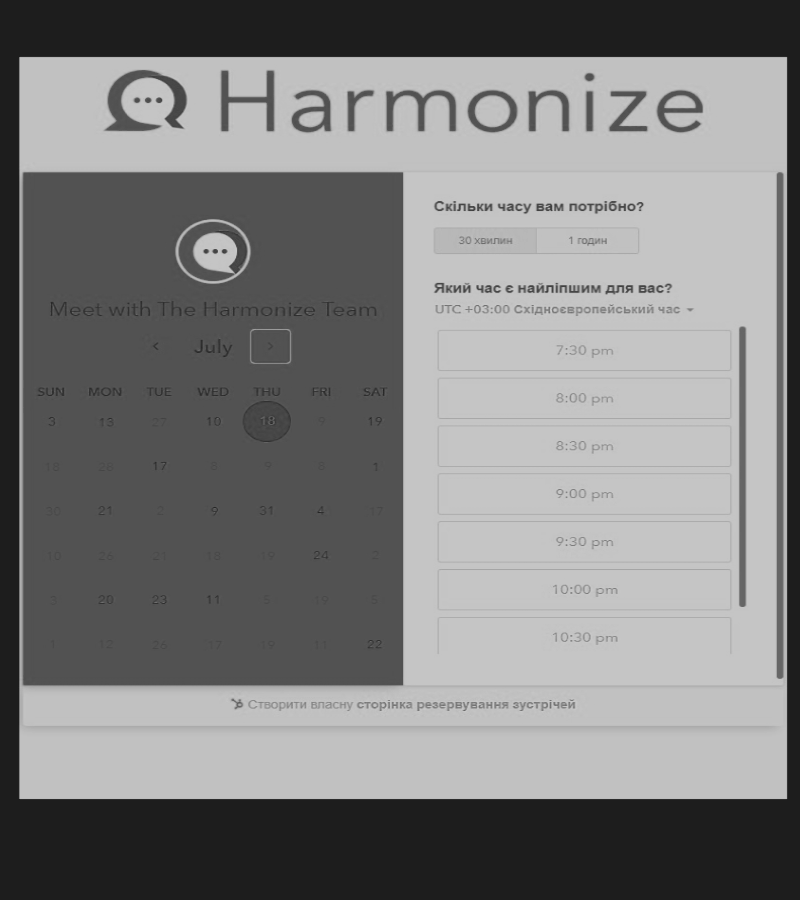 Harmonize
Meet with The Harmonize Team
July
SUN MON TUE WED THU FRI SAT
3 13 27 10 18 9 19
17 8 9 8 1
30 21 2 9 31 4 17
10 26 21 18 19 24 2
3 20 23 11 5 19 5
1 12 26 17 19 11 22
Скільки часу вам потрібно?
30 хвилин 1 годин
Який час є найліпшим для вас?
UTC +03:00 Східноєвропейський час
7:30 pm
8:00 pm
8:30 pm
9:00 pm
9:30 pm
10:00 pm
10:30 pm
Створити власну сторінка резервування зустрічей